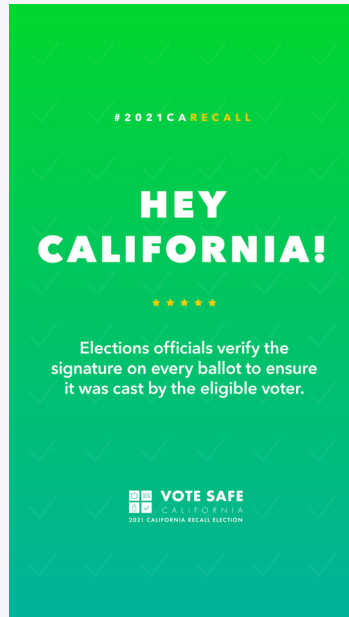 #2021CARECALL
HEY
CALIFORNIA!
Elections officials verify the
signature on every ballot to ensure
it was cast by the eligible voter.
VOTE SAFE
CALIFORNIA
2021 CALIFORNIA RECALL ELECTION